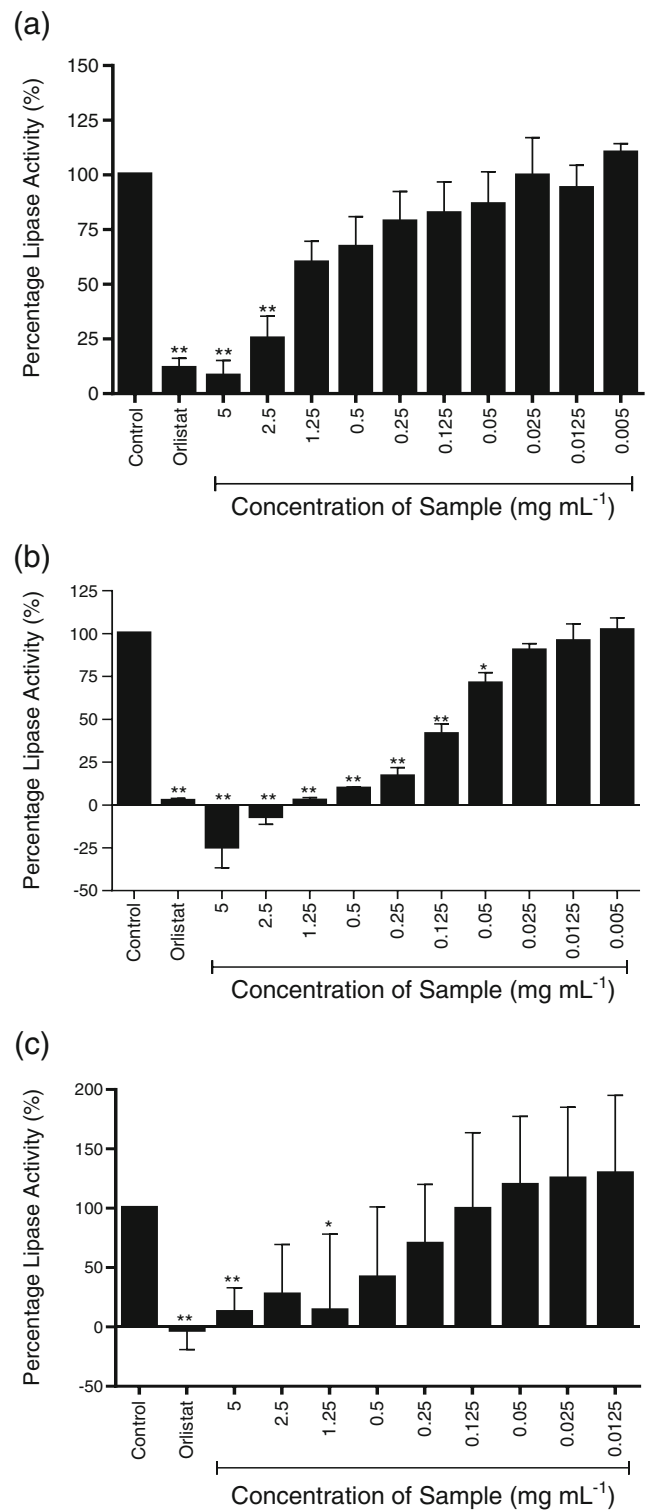 (a)
Percentage Lipase Activity (%)
150
125
100
75
50
25
0
** ** **
Control Orlistat 5 2.5 1.25 0.5 0.25 0.125 0.05 0.025 0.0125 0.005
Concentration of Sample (mg mL-1)
(b)
Percentage Lipase Activity (%)
125
100
75
50
25
0
-25
-50
** ** ** ** ** ** ** *
Control Orlistat 5 2.5 1.25 0.5 0.25 0.125 0.05 0.025 0.0125 0.005
Concentration of Sample (mg mL-1)
(c)
Percentage Lipase Activity (%)
200
150
100
50
0
-50
** ** *
Control Orlistat 5 2.5 1.25 0.5 0.25 0.125 0.05 0.025 0.0125
Concentration of Sample (mg mL-1)